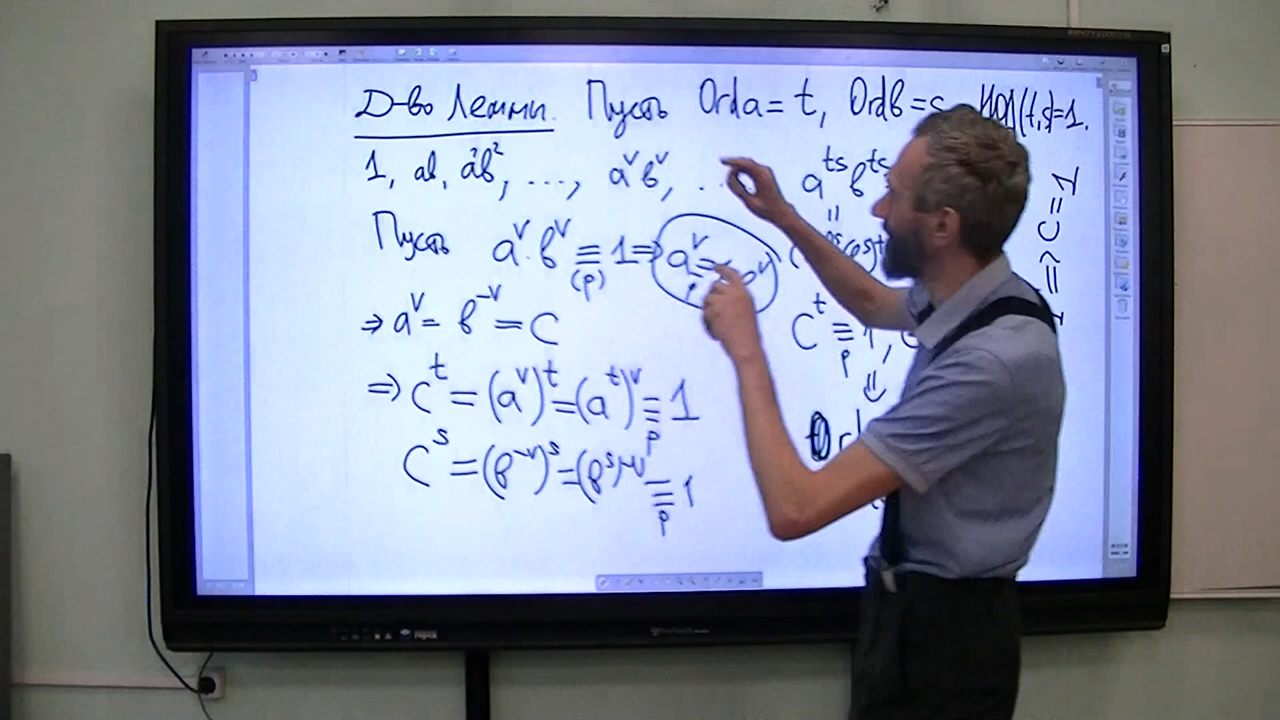 Д-во Леммы. Пусть Ord a = t, Ord b = s НОД(t,s)=1.
1, ab, a²b², ..., aᵛbᵛ, ... aᵗˢbᵗˢ
Пусть aᵛ·bᵛ ≡ 1 ⇒ aᵛ ≡
(p) p
⇒ aᵛ = b⁻ᵛ = C
⇒ Cᵗ = (aᵛ)ᵗ = (aᵗ)ᵛ ≡ 1
p
Cˢ = (b⁻ᵛ)ˢ = (bˢ)⁻ᵛ ≡ 1
p
Cᵗ ≡ 1,
p
⇓
⇒ C = 1